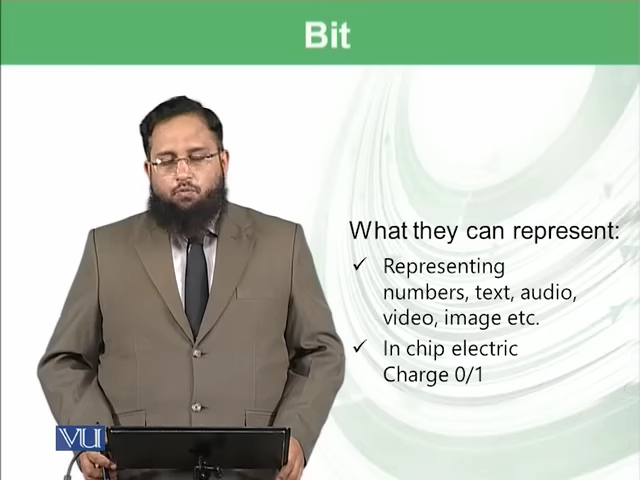 Bit
What they can represent:
✓ Representing
numbers, text, audio,
video, image etc.
✓ In chip electric
Charge 0/1
VU